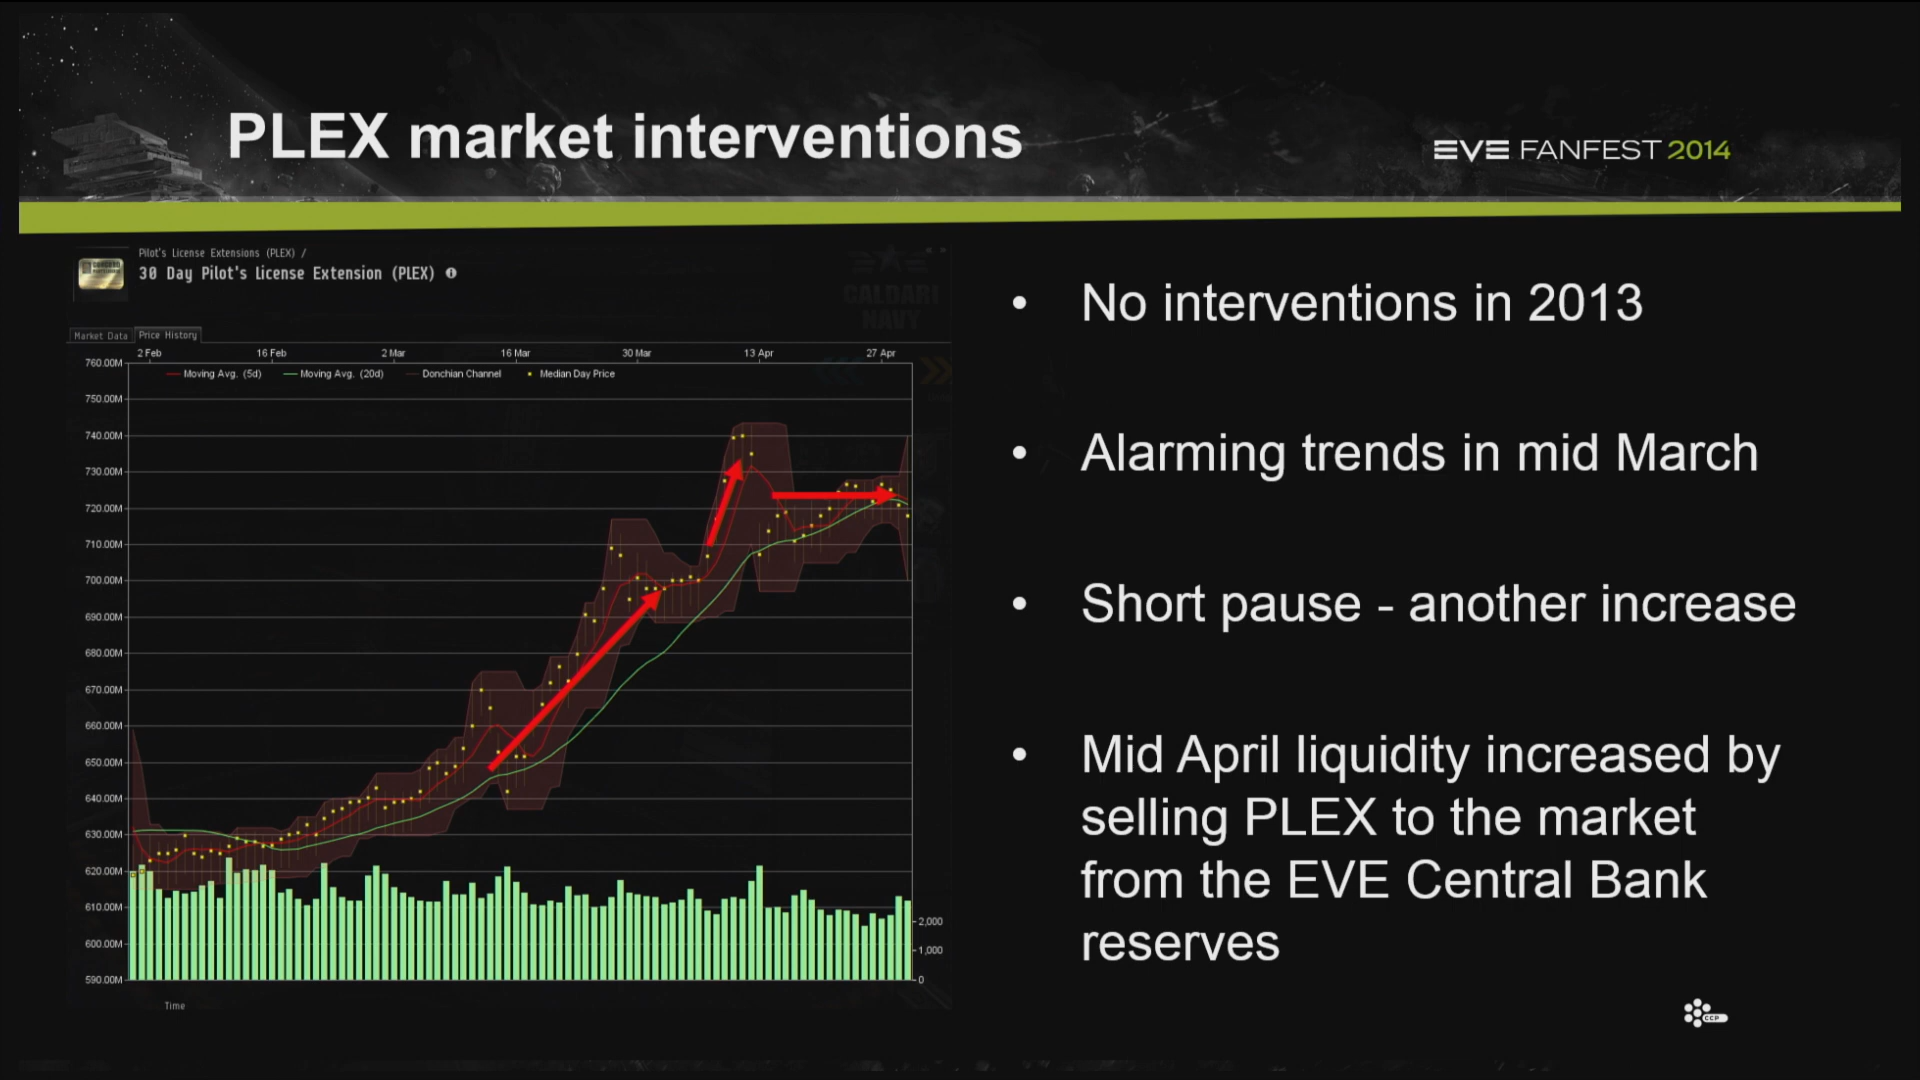 PLEX market interventions
EVE FANFEST 2014
Pilot's License Extensions (PLEX) /
30 Day Pilot's License Extension (PLEX)
CALDARI
NAVY
Market Data
Price History
2 Feb 16 Feb 2 Mar 16 Mar 30 Mar 13 Apr 27 Apr
Moving Avg. (5d) Moving Avg. (20d) Donchian Channel Median Day Price
760.00M
750.00M
740.00M
730.00M
720.00M
710.00M
700.00M
690.00M
680.00M
670.00M
660.00M
650.00M
640.00M
630.00M
620.00M
610.00M
600.00M
590.00M
2,000
1,000
0
Time
• No interventions in 2013
• Alarming trends in mid March
• Short pause - another increase
• Mid April liquidity increased by
selling PLEX to the market
from the EVE Central Bank
reserves
CCP